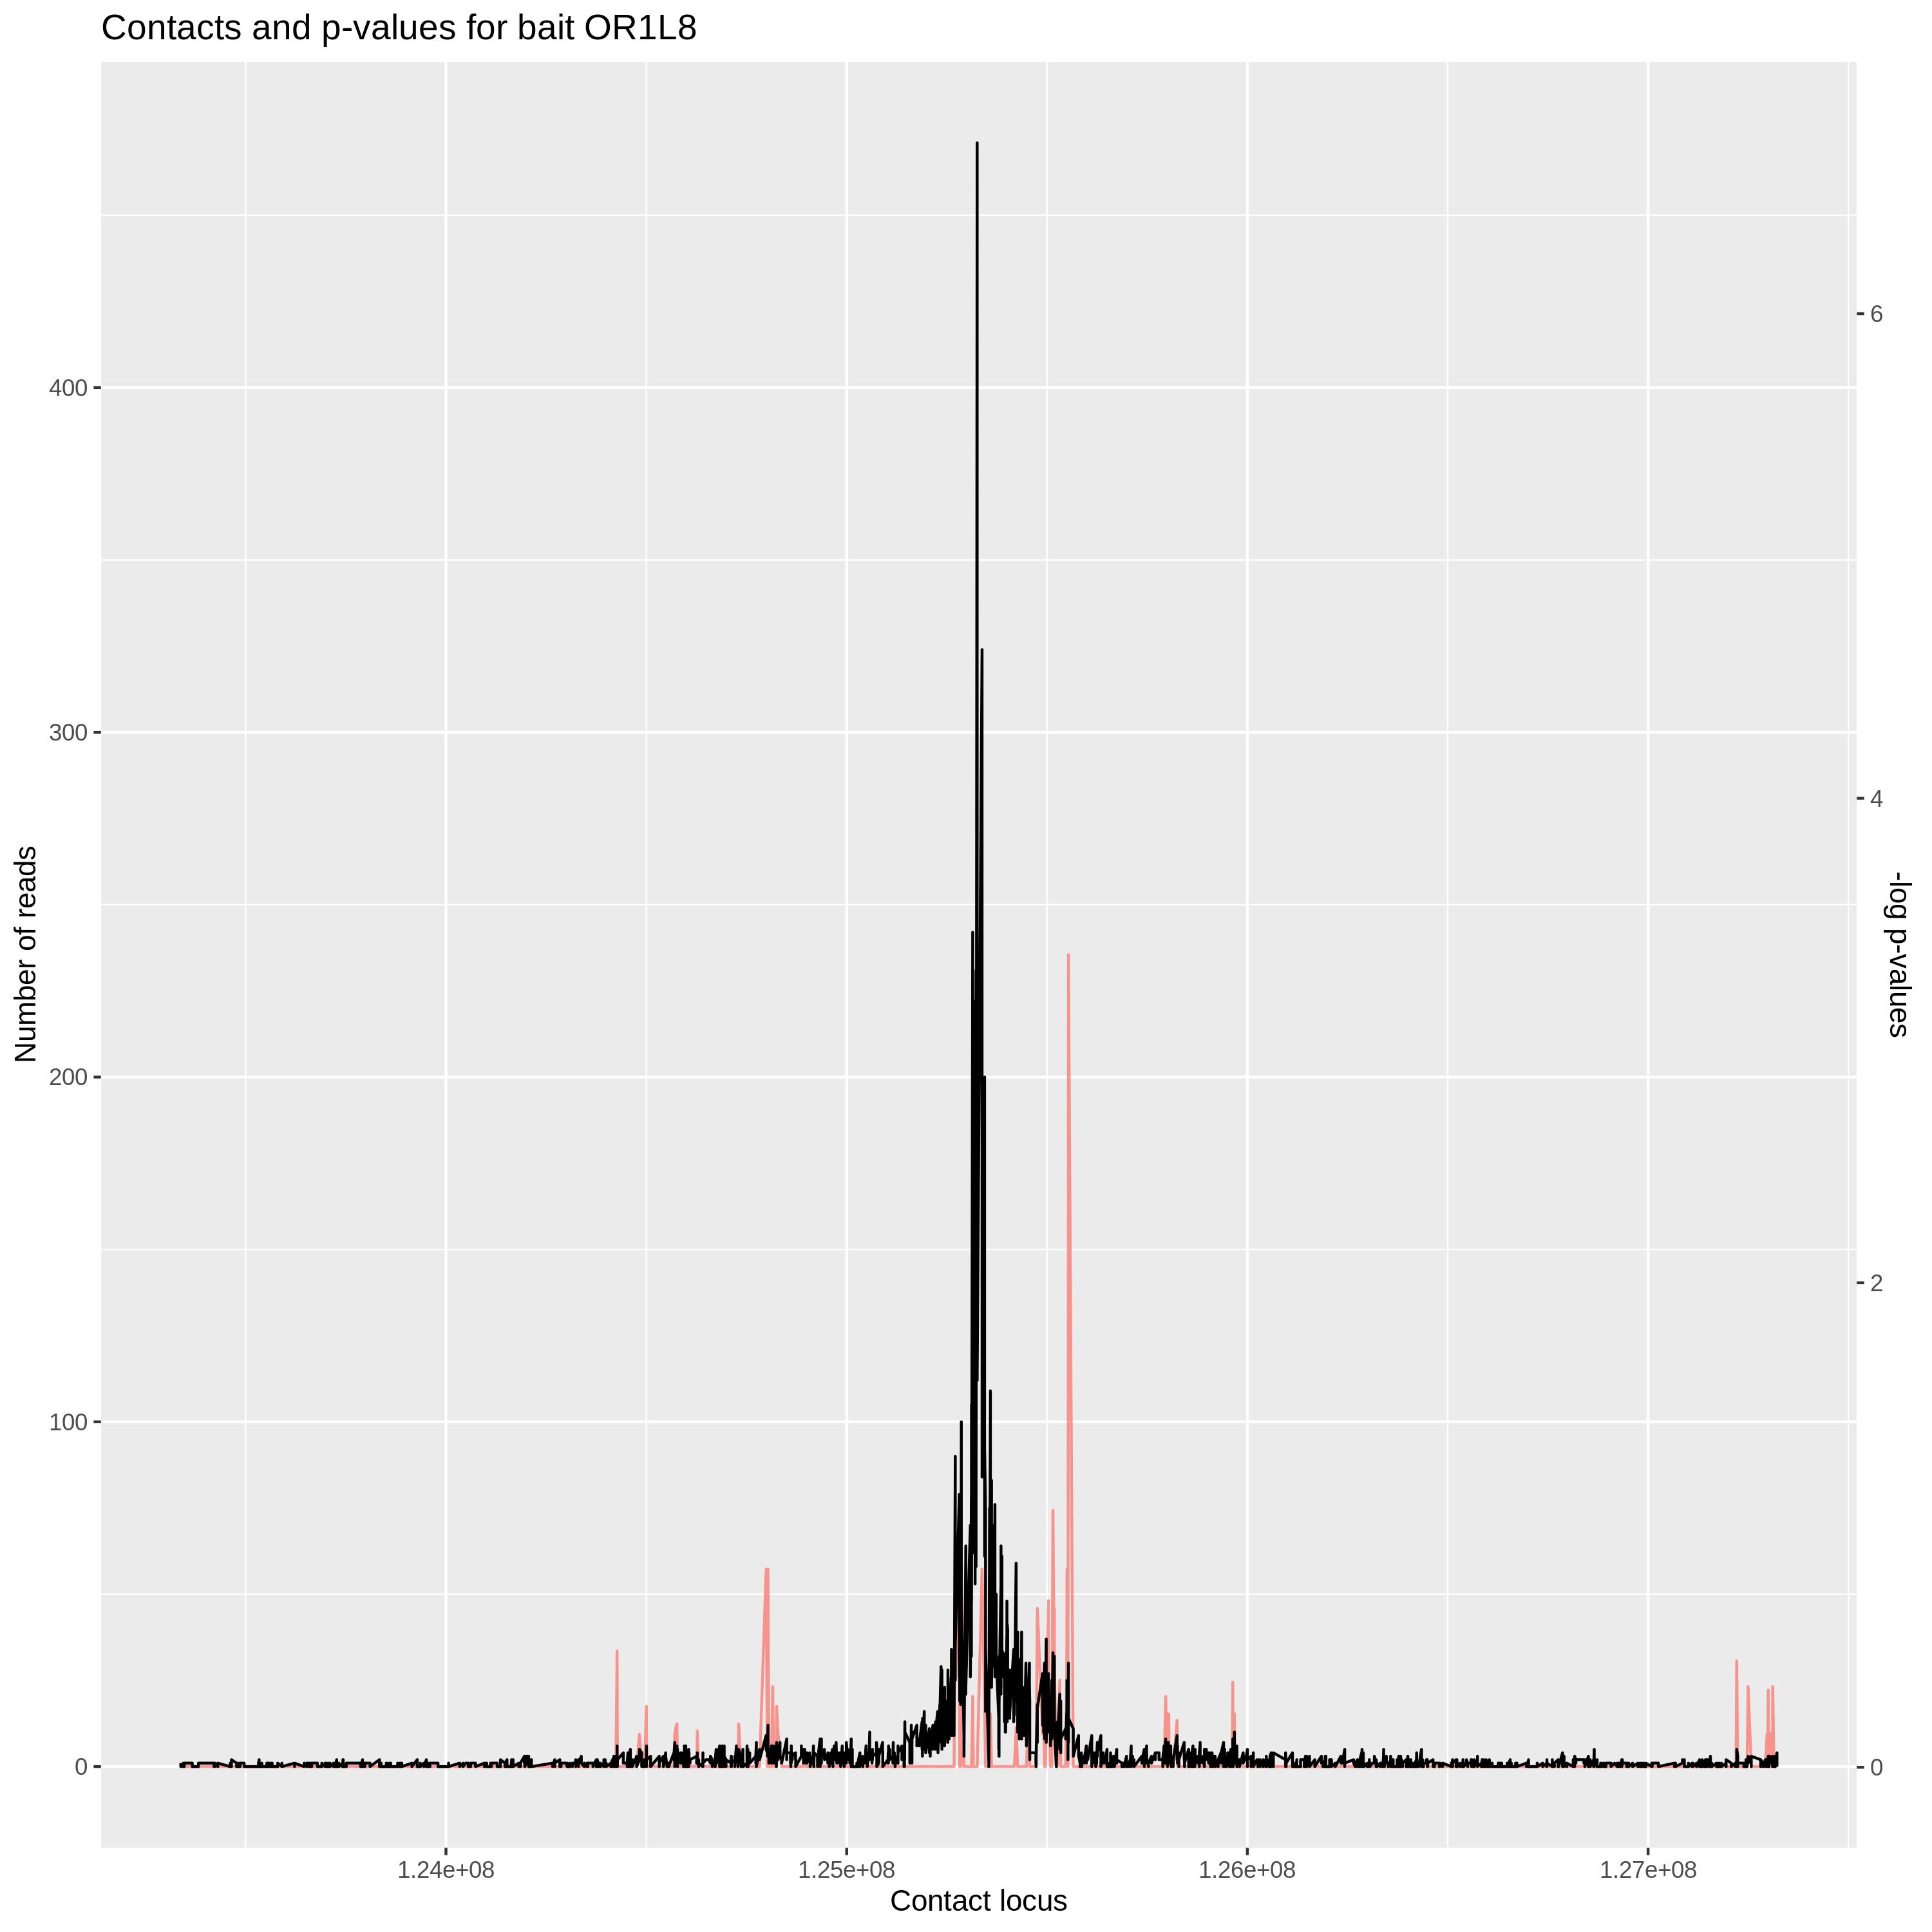 Contacts and p-values for bait OR1L8
Number of reads
400
300
200
100
0
6
4
2
0
-log p-values
1.24e+08 1.25e+08 1.26e+08 1.27e+08
Contact locus